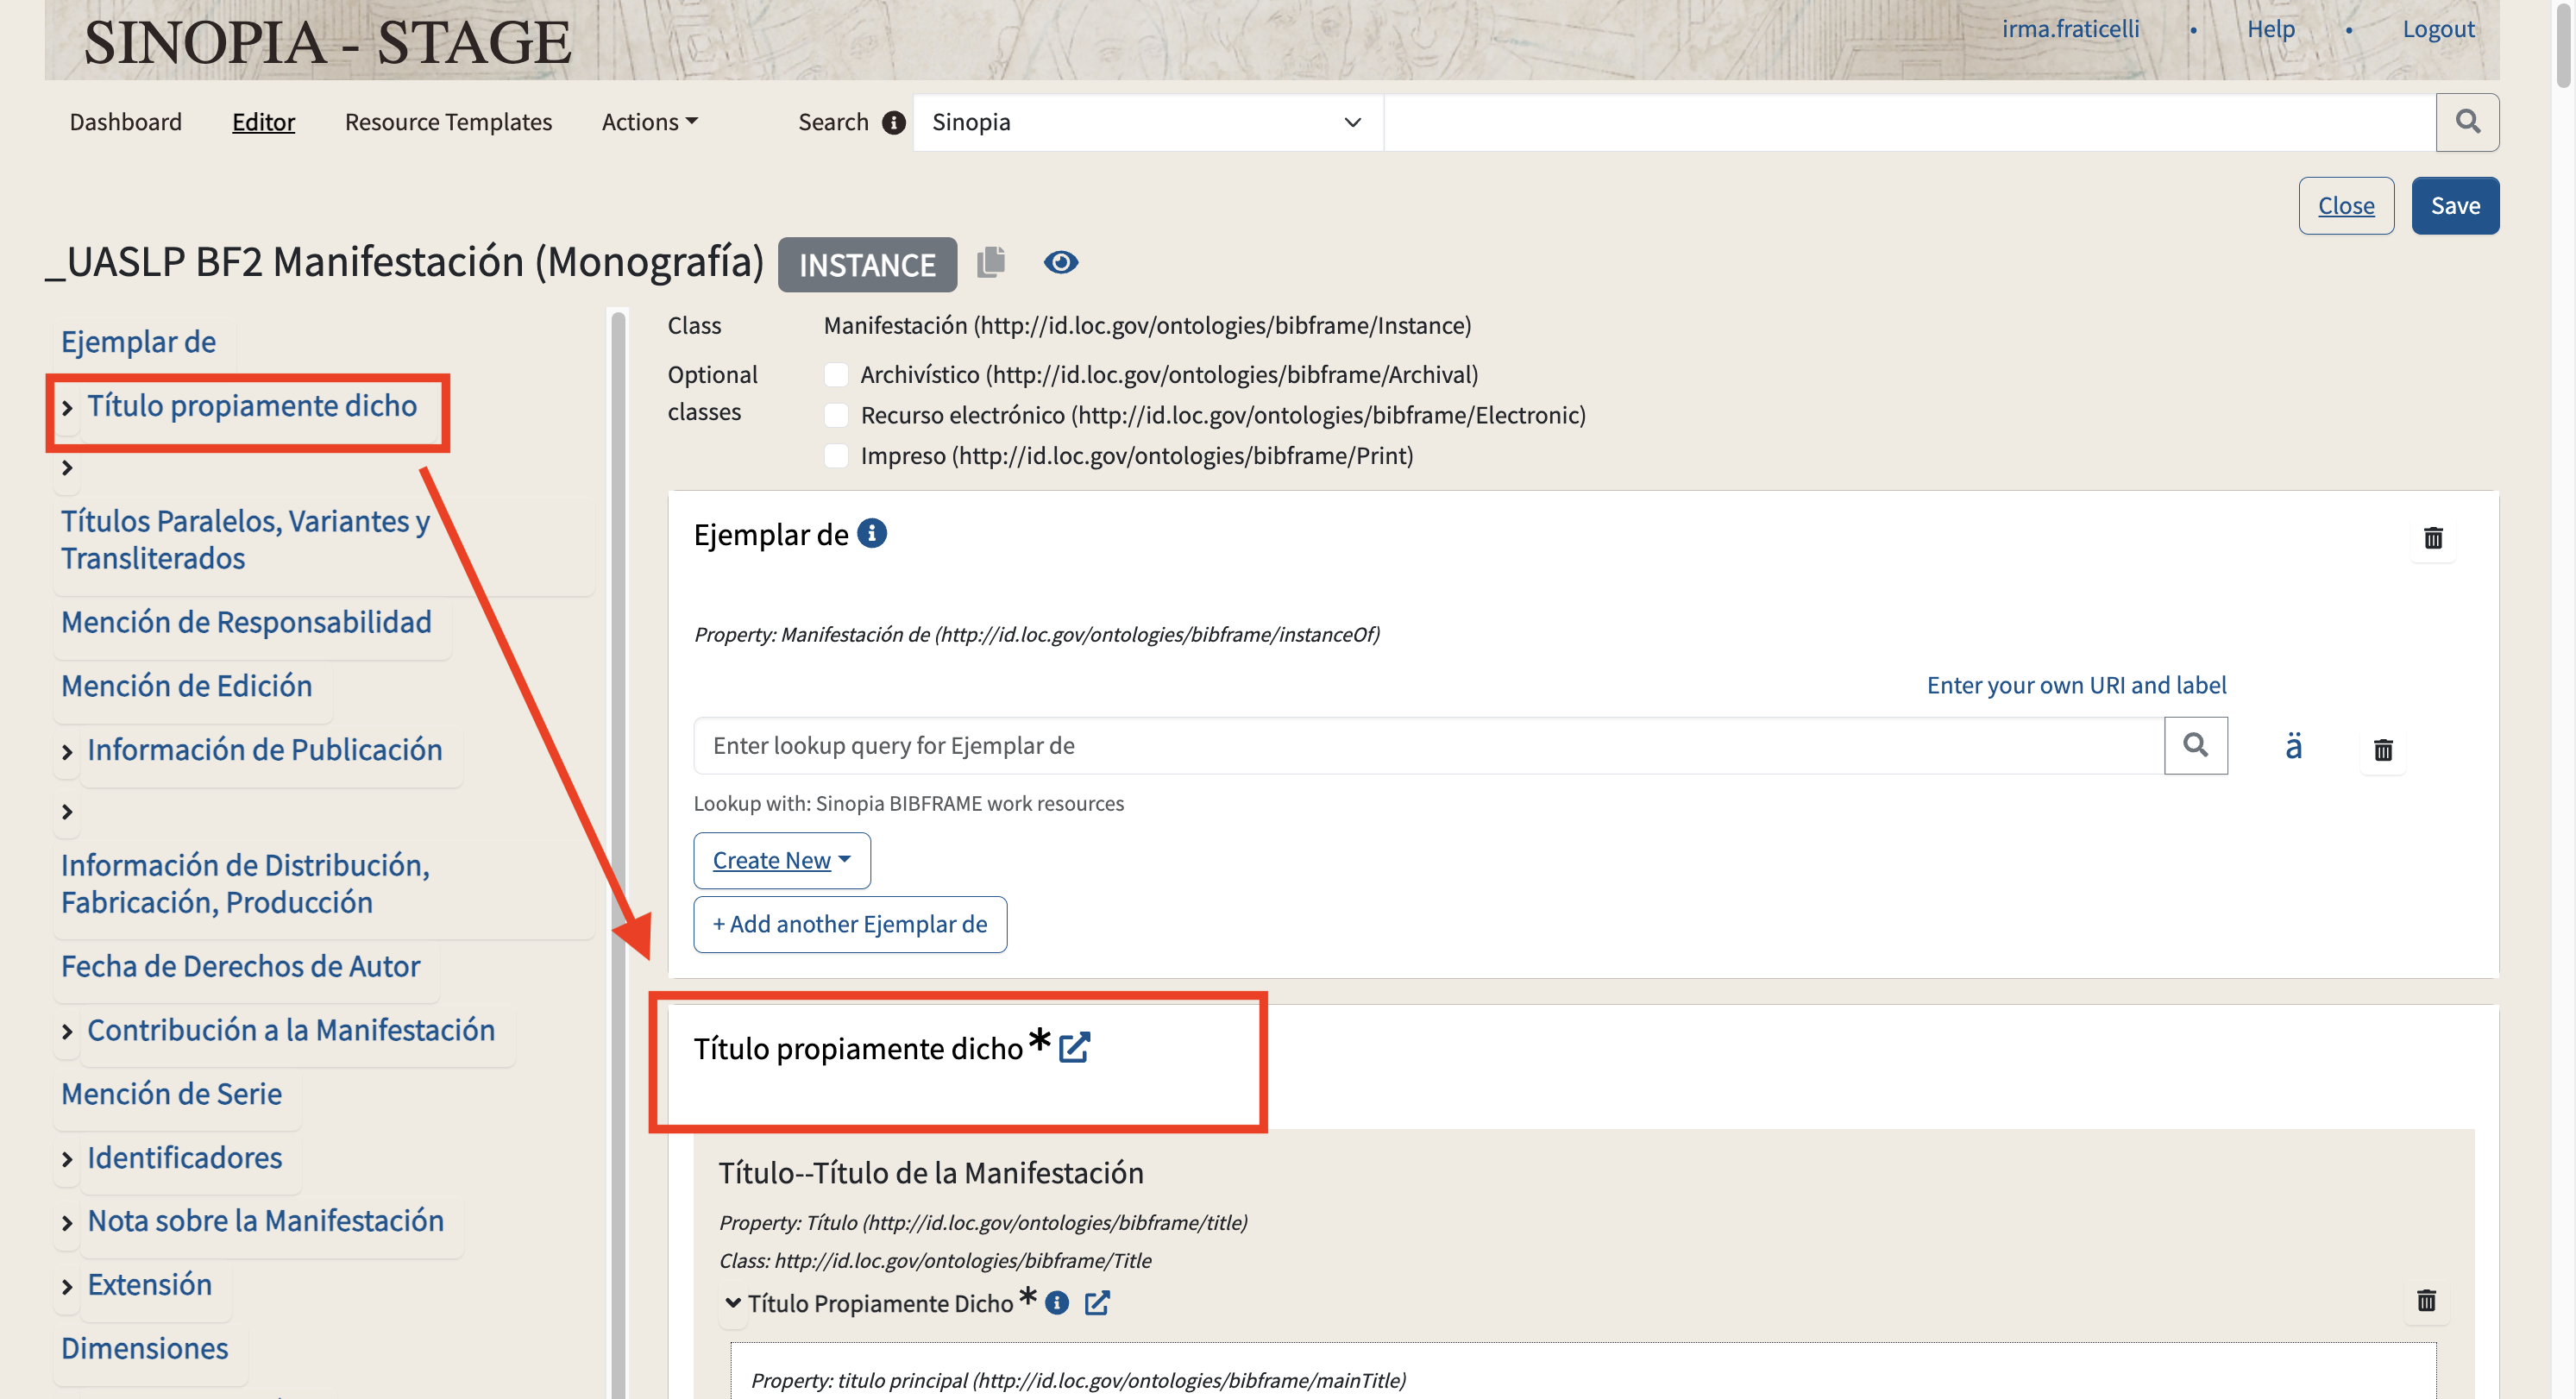 SINOPIA - STAGE
irma.fraticelli • Help • Logout
Dashboard Editor Resource Templates Actions Search Sinopia
Close Save
_UASLP BF2 Manifestación (Monografía) INSTANCE
Ejemplar de
Título propiamente dicho
Títulos Paralelos, Variantes y
Transliterados
Mención de Responsabilidad
Mención de Edición
Información de Publicación
Información de Distribución,
Fabricación, Producción
Fecha de Derechos de Autor
Contribución a la Manifestación
Mención de Serie
Identificadores
Nota sobre la Manifestación
Extensión
Dimensiones
Class Manifestación (http://id.loc.gov/ontologies/bibframe/Instance)
Optional
classes
Archivístico (http://id.loc.gov/ontologies/bibframe/Archival)
Recurso electrónico (http://id.loc.gov/ontologies/bibframe/Electronic)
Impreso (http://id.loc.gov/ontologies/bibframe/Print)
Ejemplar de
Property: Manifestación de (http://id.loc.gov/ontologies/bibframe/instanceOf)
Enter your own URI and label
Enter lookup query for Ejemplar de
ä
Lookup with: Sinopia BIBFRAME work resources
Create New
+ Add another Ejemplar de
Título propiamente dicho *
Título--Título de la Manifestación
Property: Título (http://id.loc.gov/ontologies/bibframe/title)
Class: http://id.loc.gov/ontologies/bibframe/Title
Título Propiamente Dicho *
Property: titulo principal (http://id.loc.gov/ontologies/bibframe/mainTitle)